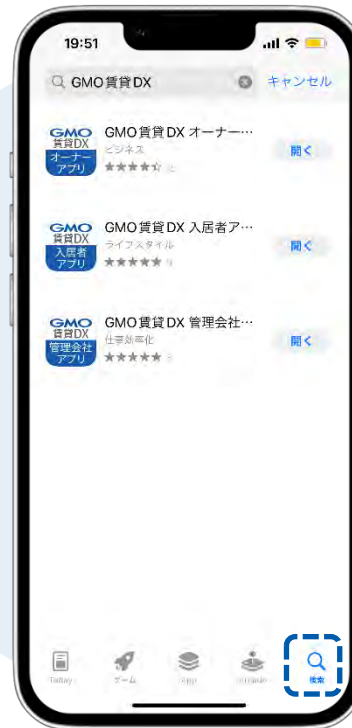 19:51
GMO賃貸DX
キャンセル
GMO
賃貸DX
オーナー
アプリ
GMO賃貸DX オーナー…
ビジネス
開く
GMO
賃貸DX
入居者
アプリ
GMO賃貸DX 入居者ア…
ライフスタイル
開く
GMO
賃貸DX
管理会社
アプリ
GMO賃貸DX 管理会社…
仕事効率化
開く
Today
ゲーム
App
Arcade
検索